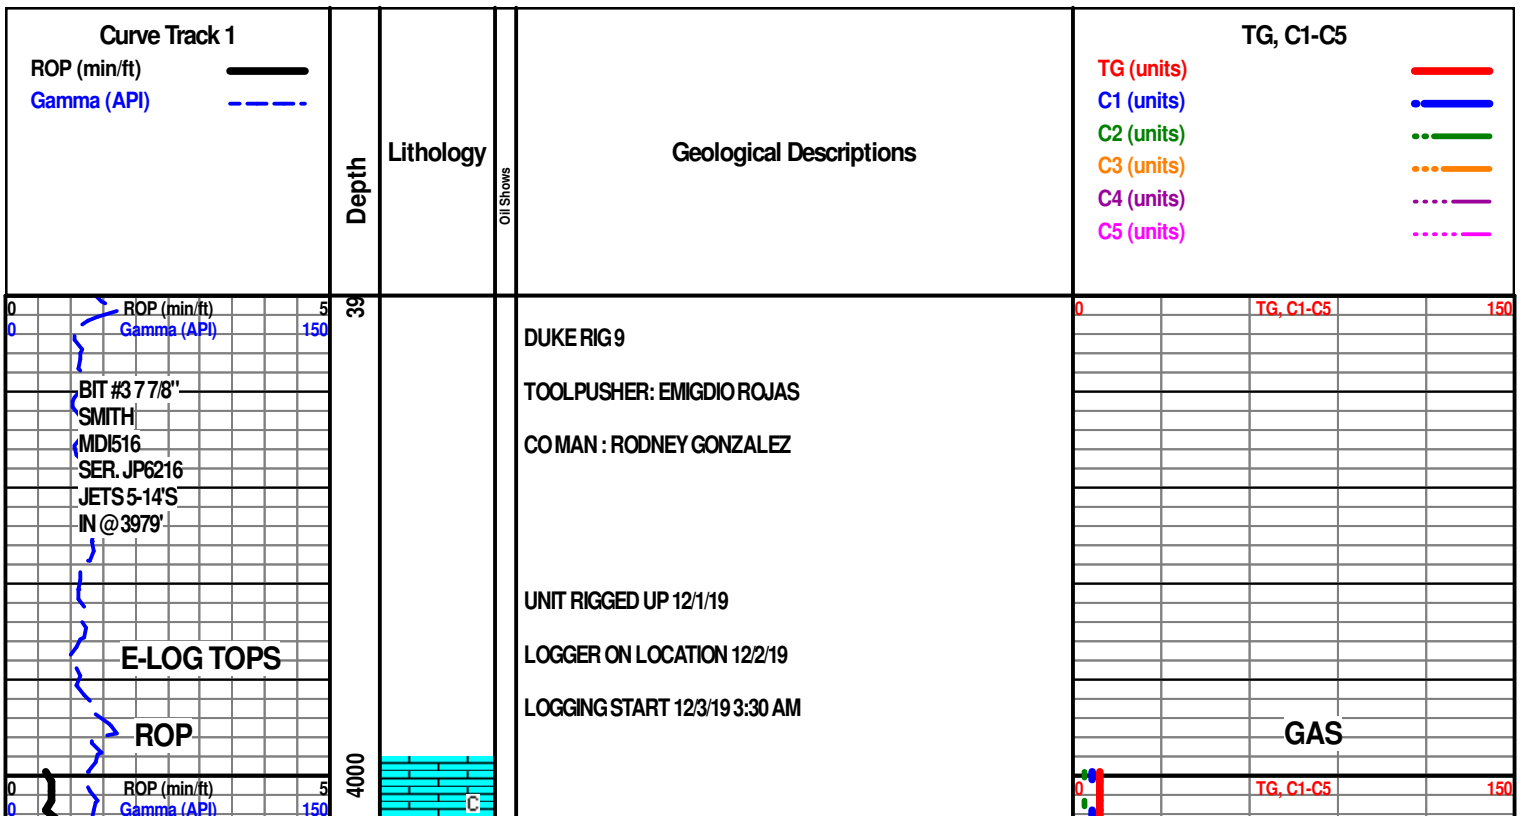 Curve Track 1
ROP (min/ft)
Gamma (API)
Depth
Lithology
Oil Shows
Geological Descriptions
TG, C1-C5
TG (units)
C1 (units)
C2 (units)
C3 (units)
C4 (units)
C5 (units)
0 ROP (min/ft) 5
0 Gamma (API) 150
39
0 TG, C1-C5 150
BIT #3 7 7/8"
SMITH
MDI516
SER. JP6216
JETS 5-14'S
IN @ 3979'
DUKE RIG 9
TOOLPUSHER: EMIGDIO ROJAS
CO MAN : RODNEY GONZALEZ
UNIT RIGGED UP 12/1/19
LOGGER ON LOCATION 12/2/19
LOGGING START 12/3/19 3:30 AM
E-LOG TOPS
ROP
GAS
0 ROP (min/ft) 5
0 Gamma (API) 150
4000
C
0 TG, C1-C5 150